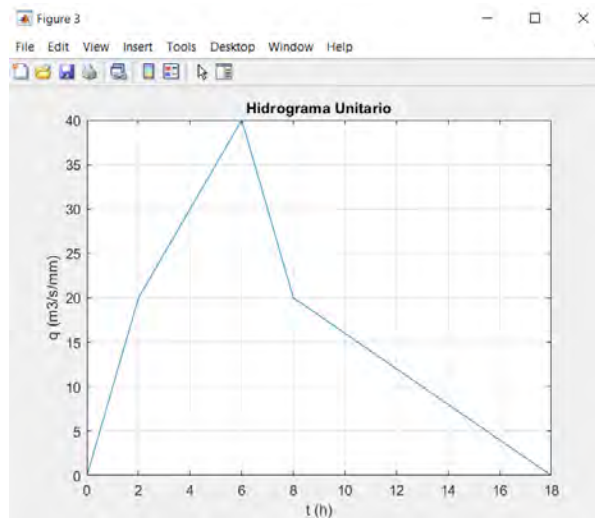 Figure 3
File Edit View Insert Tools Desktop Window Help
Hidrograma Unitario
40
35
30
25
20
15
10
5
0
q (m3/s/mm)
0 2 4 6 8 10 12 14 16 18
t (h)